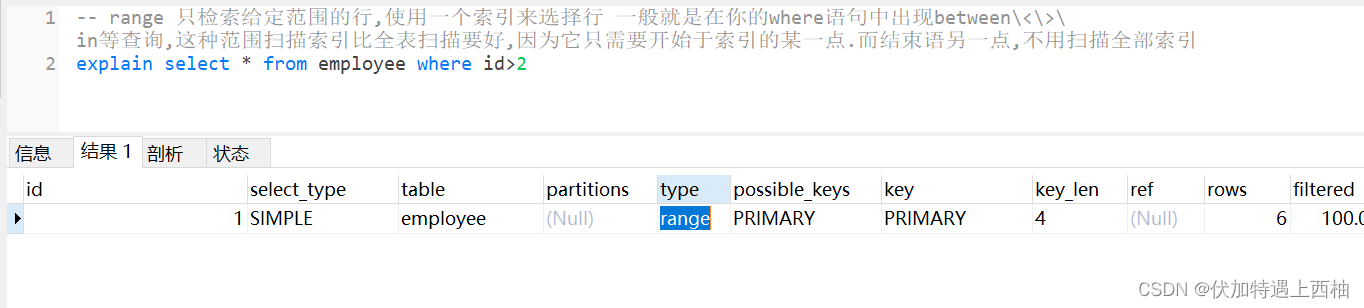 1 -- range 只检索给定范围的行,使用一个索引来选择行 一般就是在你的where语句中出现between\<\>\
in等查询,这种范围扫描索引比全表扫描要好,因为它只需要开始于索引的某一点.而结束语另一点,不用扫描全部索引
2 explain select * from employee where id>2
信息 结果 1 剖析 状态
id select_type table partitions type possible_keys key key_len ref rows filtered
1 SIMPLE employee (Null) range PRIMARY PRIMARY 4 (Null) 6 100.0
CSDN @伏加特遇上西柚